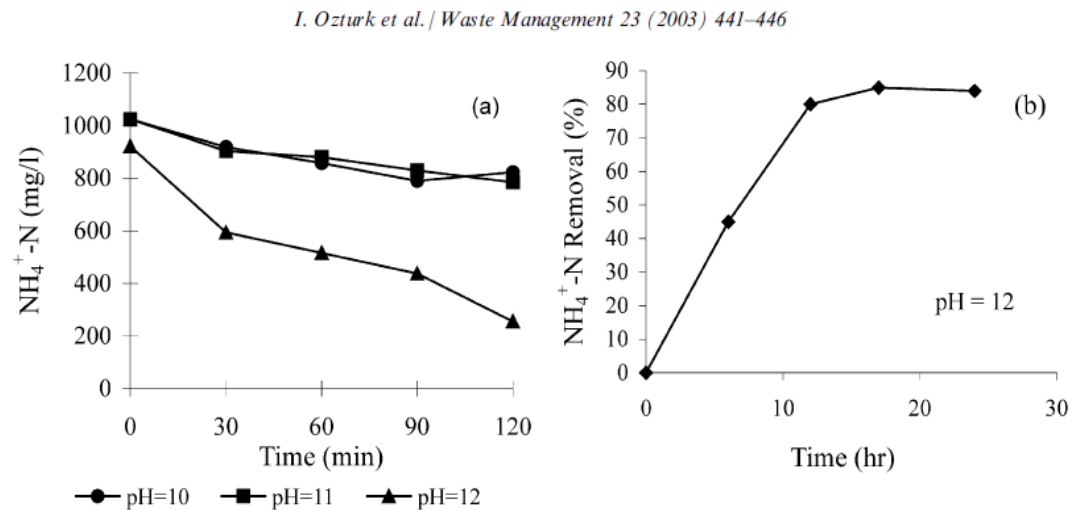 I. Ozturk et al. / Waste Management 23 (2003) 441–446
(a)
NH₄⁺-N (mg/l)
1200
1000
800
600
400
200
0
0 30 60 90 120
Time (min)
pH=10 pH=11 pH=12
(b)
NH₄⁺-N Removal (%)
90
80
70
60
50
40
30
20
10
0
pH = 12
0 10 20 30
Time (hr)